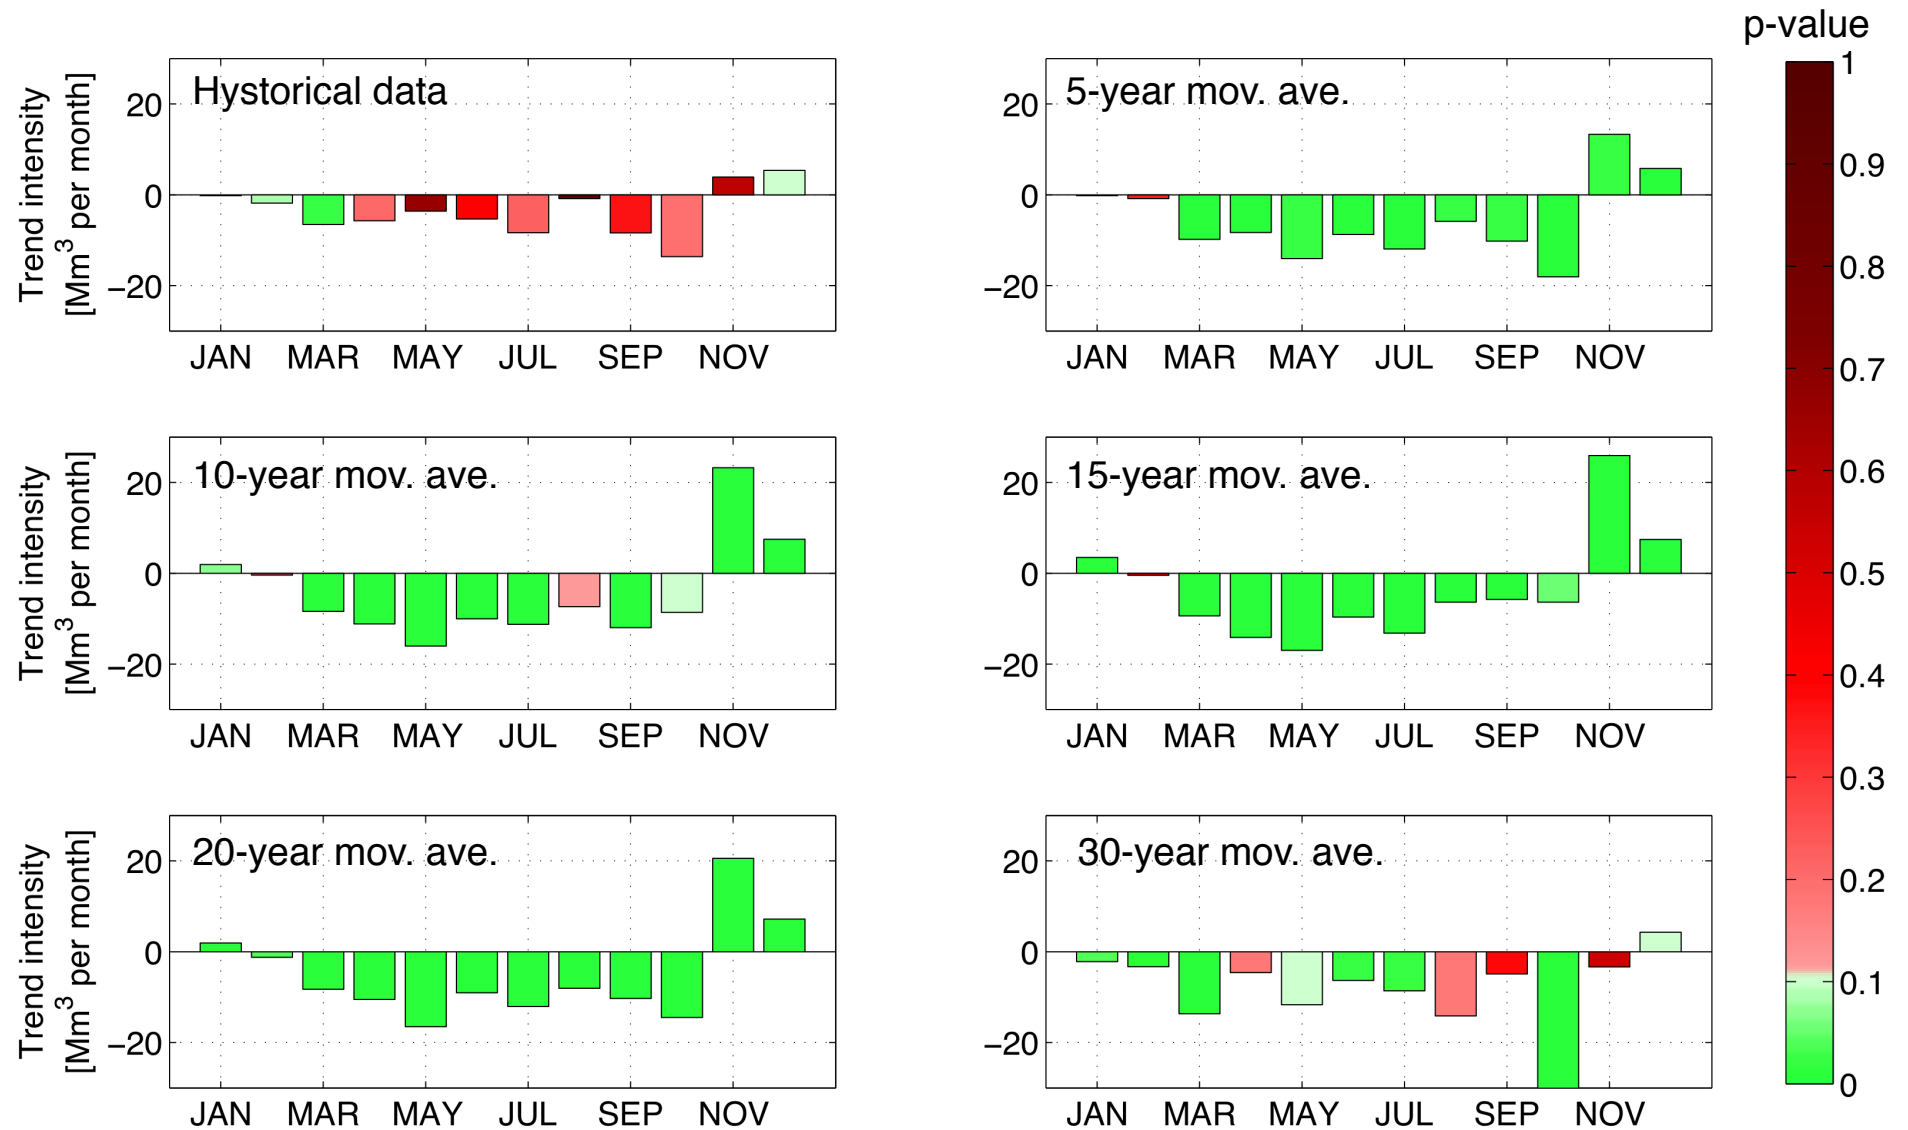 p-value
Hystorical data
Trend intensity
[Mm³ per month]
20
0
−20
JAN MAR MAY JUL SEP NOV
5-year mov. ave.
20
0
−20
JAN MAR MAY JUL SEP NOV
10-year mov. ave.
Trend intensity
[Mm³ per month]
20
0
−20
JAN MAR MAY JUL SEP NOV
15-year mov. ave.
20
0
−20
JAN MAR MAY JUL SEP NOV
20-year mov. ave.
Trend intensity
[Mm³ per month]
20
0
−20
JAN MAR MAY JUL SEP NOV
30-year mov. ave.
20
0
−20
JAN MAR MAY JUL SEP NOV
1
0.9
0.8
0.7
0.6
0.5
0.4
0.3
0.2
0.1
0